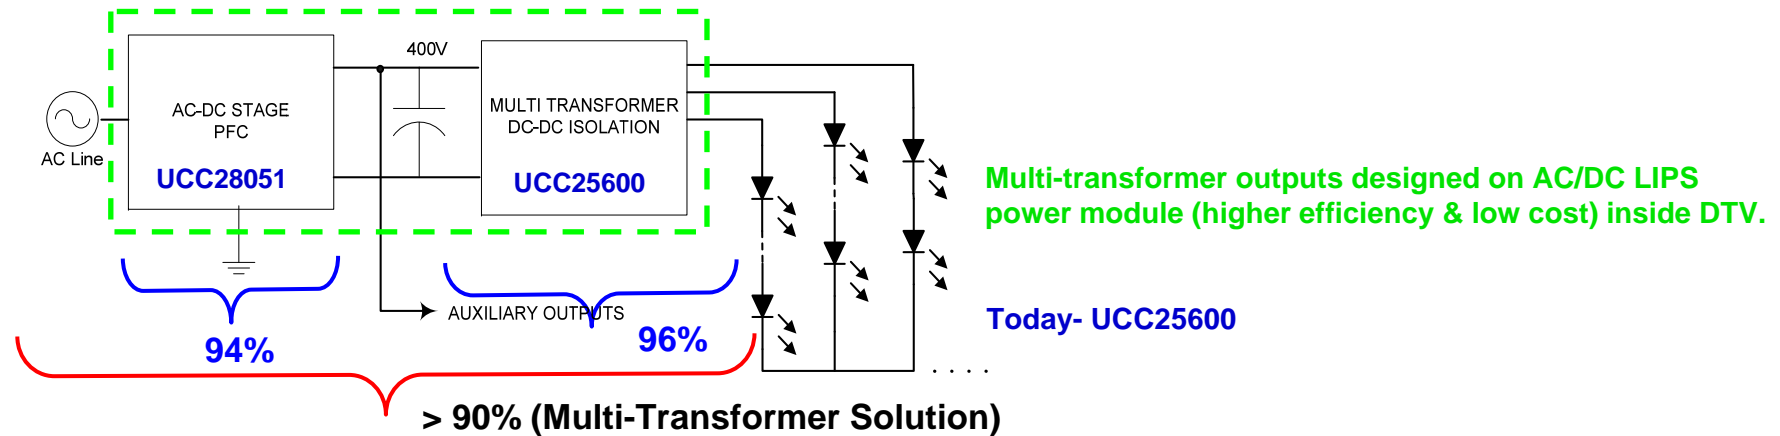 400V
AC-DC STAGE
PFC
UCC28051
AC Line
MULTI TRANSFORMER
DC-DC ISOLATION
UCC25600
Multi-transformer outputs designed on AC/DC LIPS
power module (higher efficiency & low cost) inside DTV.
AUXILIARY OUTPUTS
Today- UCC25600
94%
96%
. . . .
> 90% (Multi-Transformer Solution)